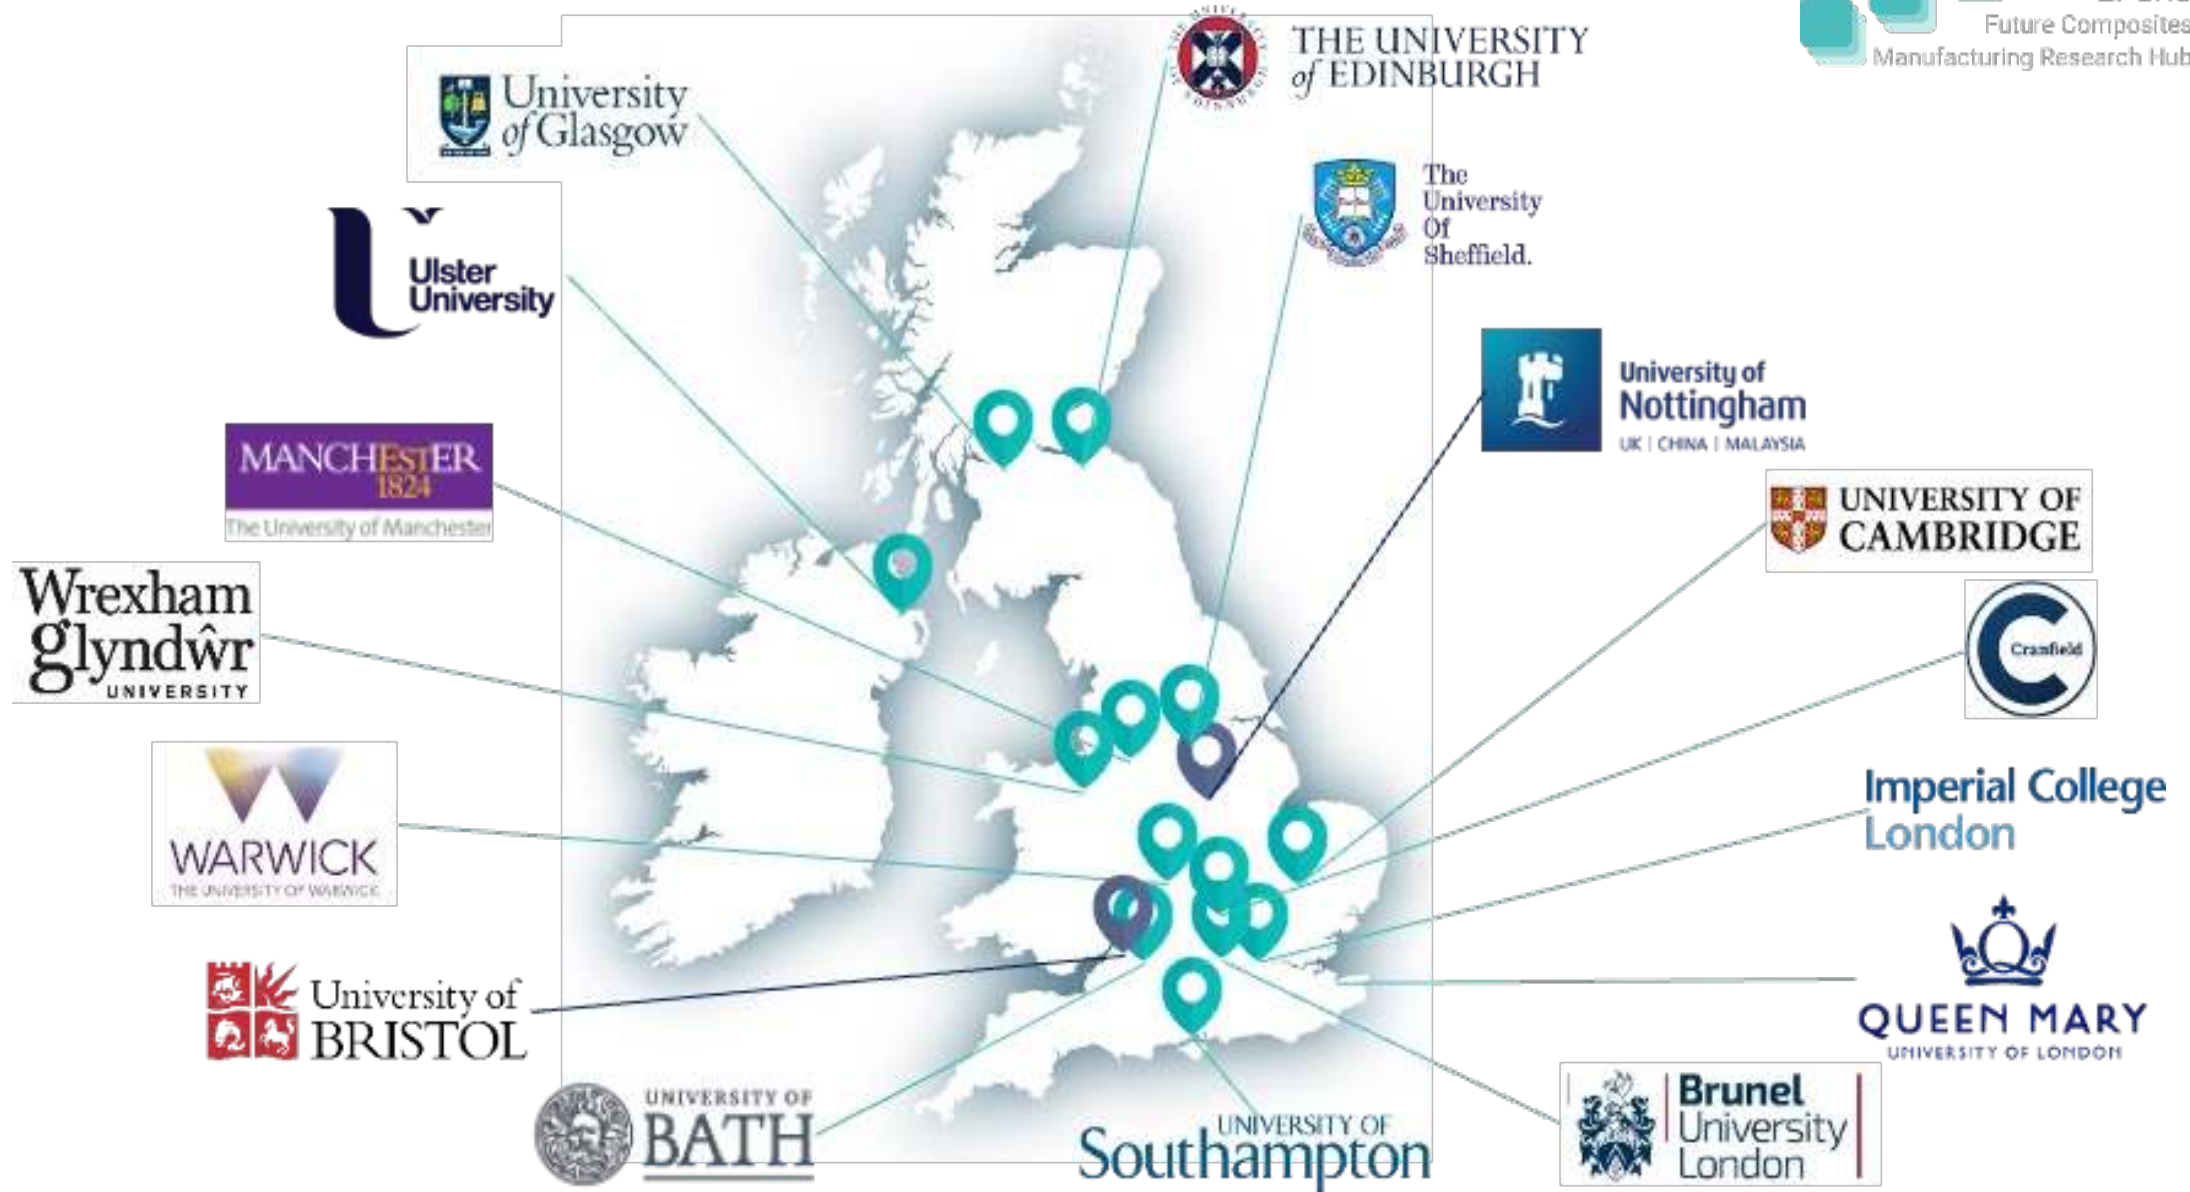 THE UNIVERSITY
of EDINBURGH
Future Composites
Manufacturing Research Hub
University
of Glasgow
The
University
Of
Sheffield.
Ulster
University
University of
Nottingham
UK | CHINA | MALAYSIA
MANCHESTER
1824
The University of Manchester
UNIVERSITY OF
CAMBRIDGE
Wrexham
glyndŵr
UNIVERSITY
Cranfield
WARWICK
THE UNIVERSITY OF WARWICK
Imperial College
London
University of
BRISTOL
QUEEN MARY
UNIVERSITY OF LONDON
UNIVERSITY OF
BATH
UNIVERSITY OF
Southampton
Brunel
University
London